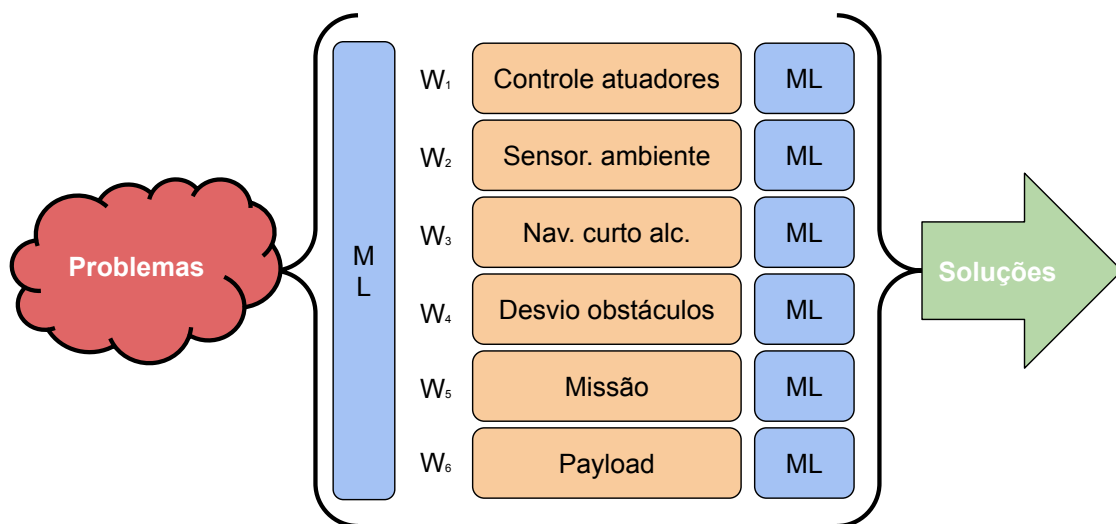 Problemas
M
L
W₁ Controle atuadores ML
W₂ Sensor. ambiente ML
W₃ Nav. curto alc. ML
W₄ Desvio obstáculos ML
W₅ Missão ML
W₆ Payload ML
Soluções